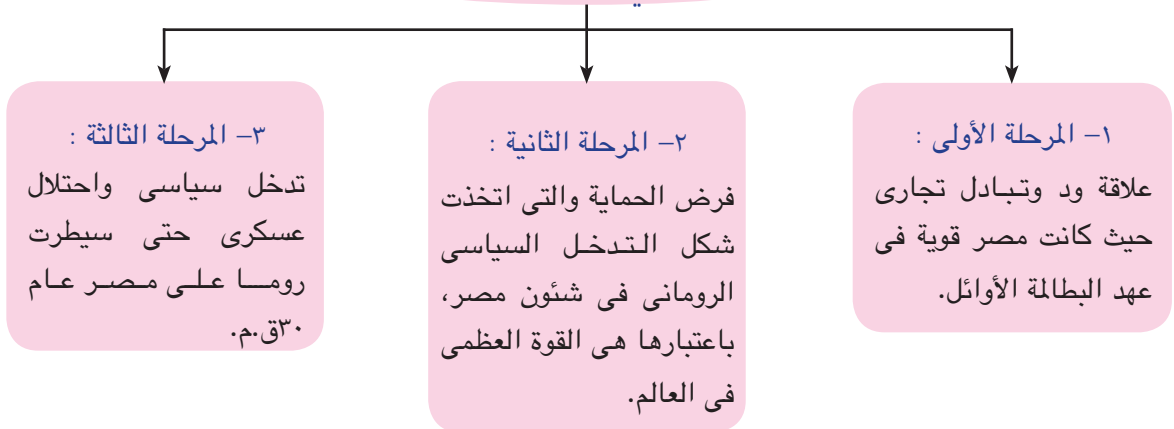 ١– المرحلة الأولى :
علاقة ود وتبادل تجارى
حيث كانت مصر قوية فى
عهد البطالمة الأوائل.
٢– المرحلة الثانية :
فرض الحماية والتى اتخذت
شكل التدخل السياسى
الرومانى فى شئون مصر،
باعتبارها هى القوة العظمى
فى العالم.
٣– المرحلة الثالثة :
تدخل سياسى واحتلال
عسكرى حتى سيطرت
روما على مصر عام
٣٠ق.م.